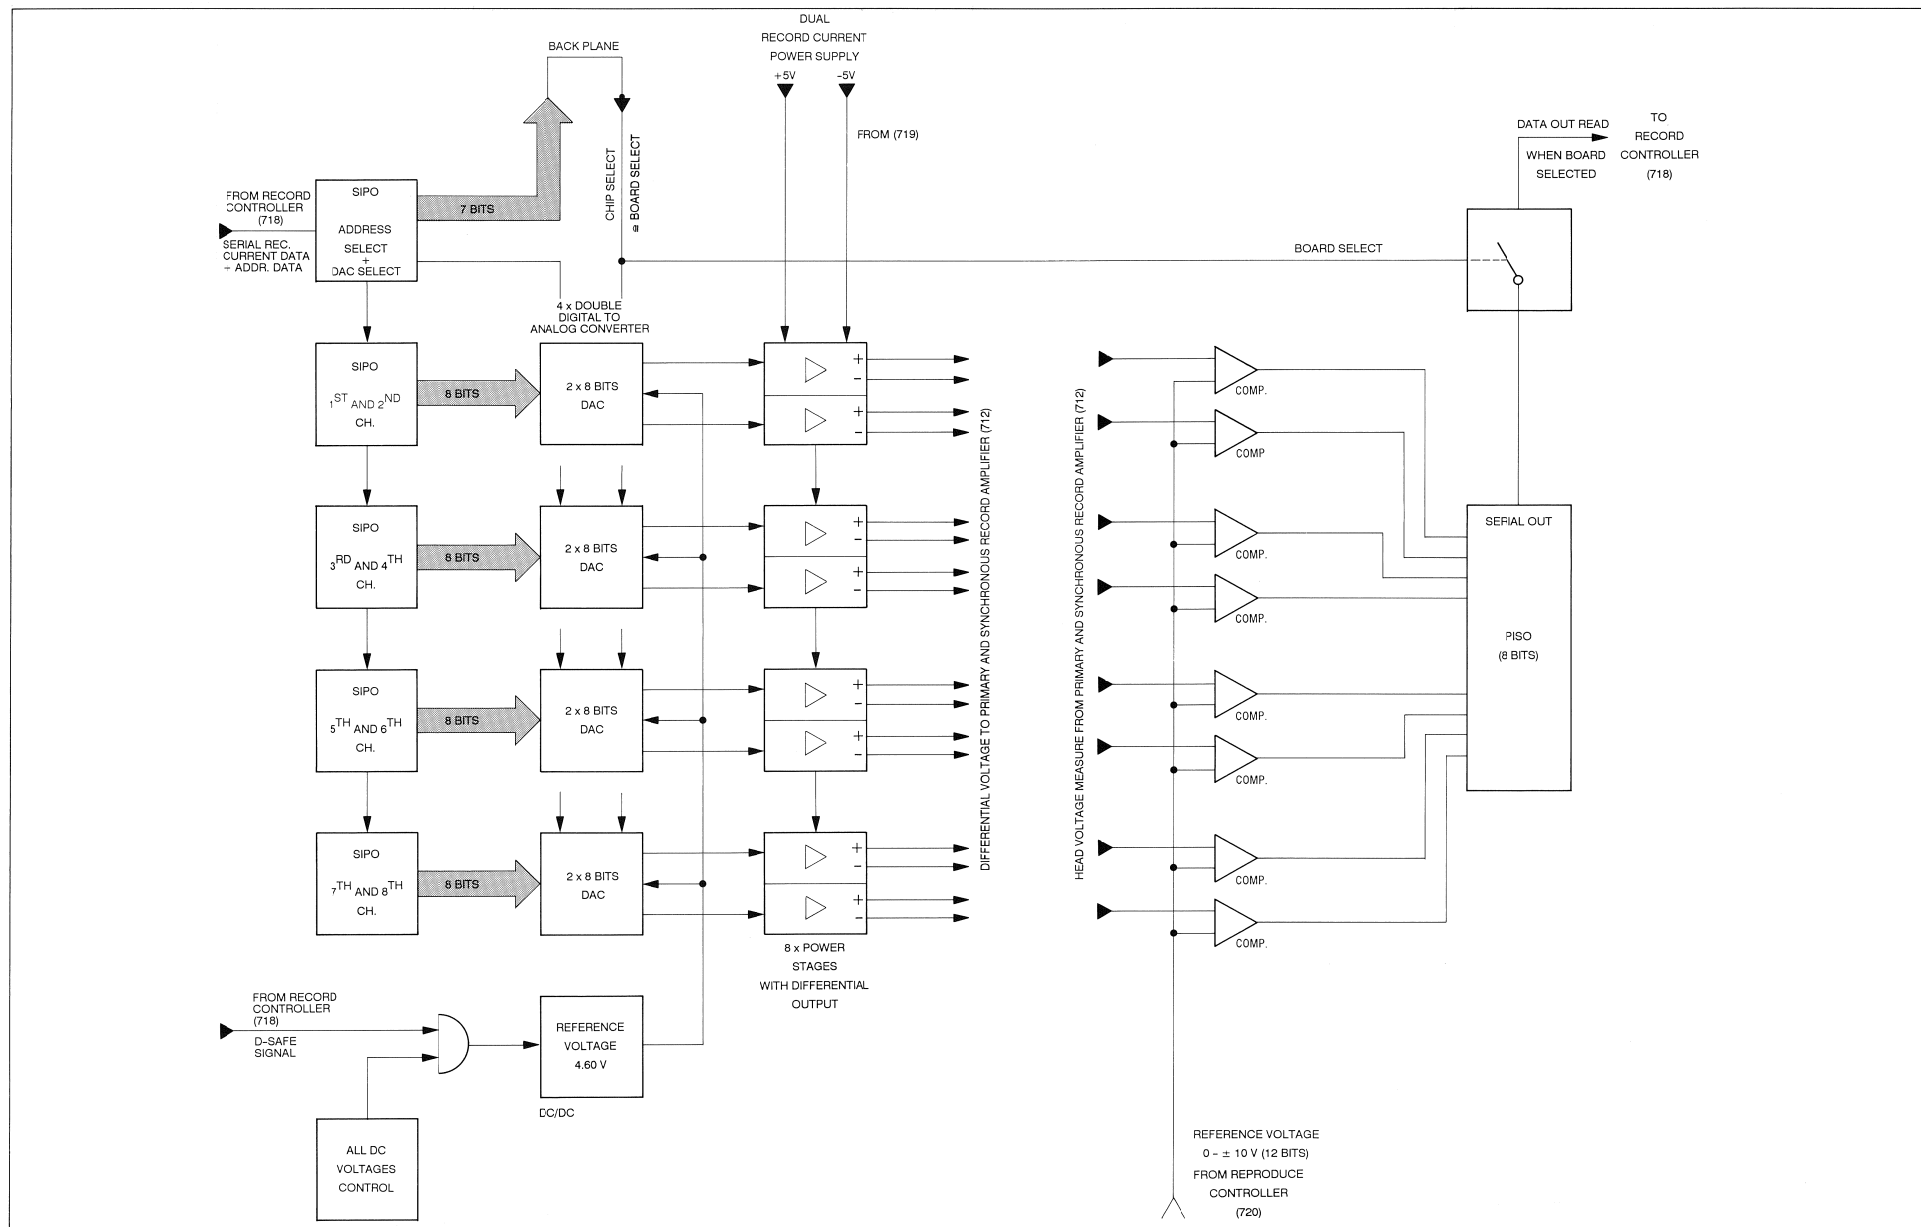 DUAL
RECORD CURRENT
POWER SUPPLY
+5V
-5V
FROM (719)
BACK PLANE
CHIP SELECT
≙ BOARD SELECT
DATA OUT READ
WHEN BOARD
SELECTED
TO
RECORD
CONTROLLER
(718)
FROM RECORD
CONTROLLER
(718)
SERIAL REC.
CURRENT DATA
+ ADDR. DATA
SIPO
ADDRESS
SELECT
+
DAC SELECT
7 BITS
BOARD SELECT
4 x DOUBLE
DIGITAL TO
ANALOG CONVERTER
SIPO
1ST AND 2ND
CH.
8 BITS
2 x 8 BITS
DAC
+
−
+
−
SIPO
3RD AND 4TH
CH.
8 BITS
2 x 8 BITS
DAC
+
−
+
−
SIPO
5TH AND 6TH
CH.
8 BITS
2 x 8 BITS
DAC
+
−
+
−
SIPO
7TH AND 8TH
CH.
8 BITS
2 x 8 BITS
DAC
+
−
+
−
8 x POWER
STAGES
WITH DIFFERENTIAL
OUTPUT
DIFFERENTIAL VOLTAGE TO PRIMARY AND SYNCHRONOUS RECORD AMPLIFIER (712)
HEAD VOLTAGE MEASURE FROM PRIMARY AND SYNCHRONOUS RECORD AMPLIFIER (712)
COMP.
COMP
COMP.
COMP.
COMP.
COMP.
COMP.
COMP.
SERIAL OUT
PISO
(8 BITS)
FROM RECORD
CONTROLLER
(718)
D-SAFE
SIGNAL
REFERENCE
VOLTAGE
4.60 V
DC/DC
ALL DC
VOLTAGES
CONTROL
REFERENCE VOLTAGE
0 - ± 10 V (12 BITS)
FROM REPRODUCE
CONTROLLER
(720)